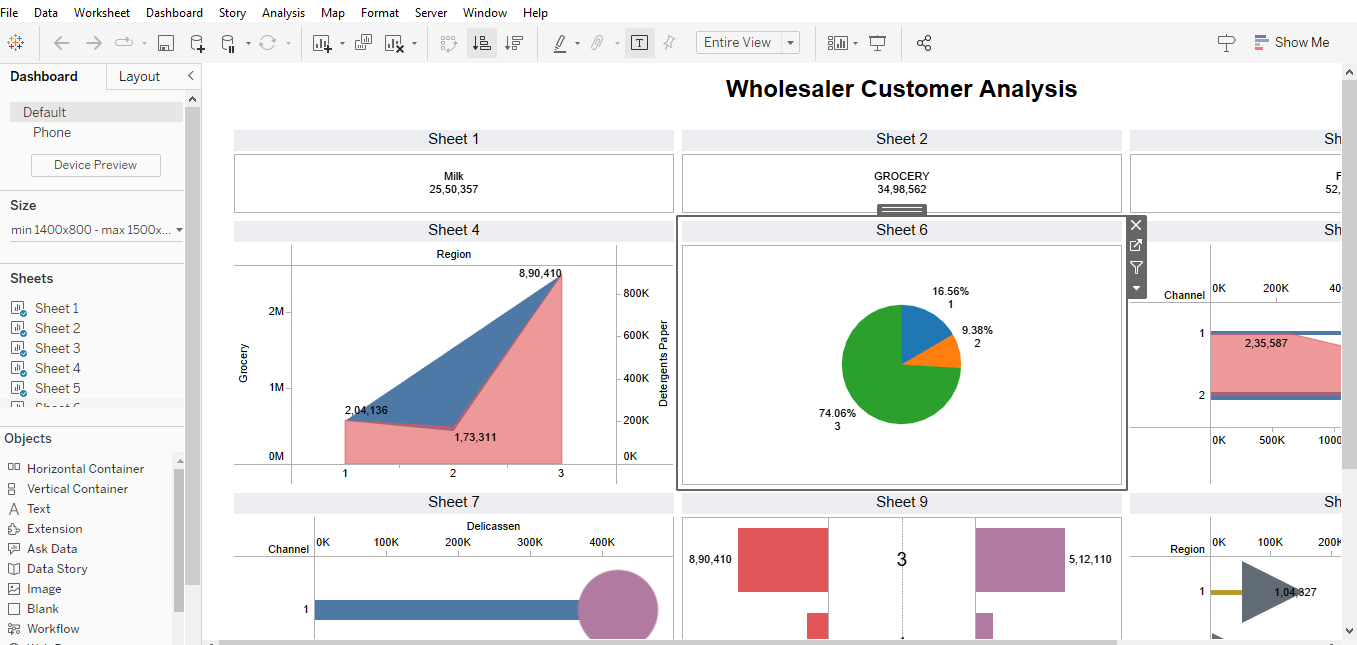 File Data Worksheet Dashboard Story Analysis Map Format Server Window Help
Entire View
Show Me
Dashboard Layout
Default
Phone
Device Preview
Size
min 1400x800 - max 1500x...
Sheets
Sheet 1
Sheet 2
Sheet 3
Sheet 4
Sheet 5
Objects
Horizontal Container
Vertical Container
Text
Extension
Ask Data
Data Story
Image
Blank
Workflow
Wholesaler Customer Analysis
Sheet 1
Milk
25,50,357
Sheet 2
GROCERY
34,98,562
Sh
F
52,
Sheet 4
Region
8,90,410
2M
1M
0M
Grocery
2,04,136
1,73,311
800K
600K
400K
200K
0K
Detergents Paper
1 2 3
Sheet 6
16.56%
1
9.38%
2
74.06%
3
Sh
Channel
0K 200K 40
1
2,35,587
2
0K 500K 1000
Sheet 7
Delicassen
Channel
0K 100K 200K 300K 400K
1
Sheet 9
8,90,410
3
5,12,110
Sh
Region
0K 100K 200K
1
1,04,327